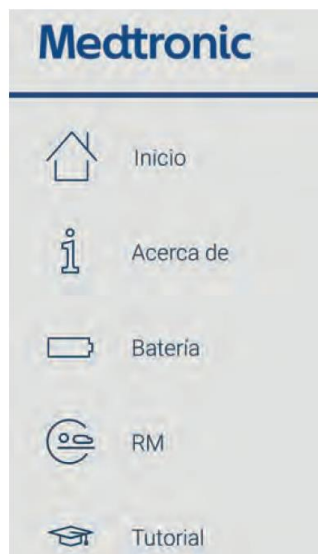 Medtronic
Inicio
Acerca de
Batería
RM
Tutorial